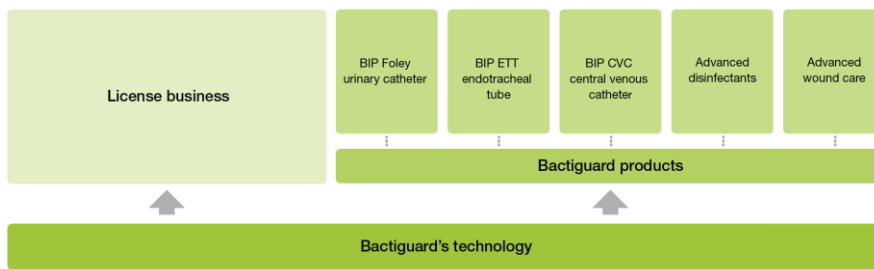 License business
BIP Foley
urinary catheter
BIP ETT
endotracheal
tube
BIP CVC
central venous
catheter
Advanced
disinfectants
Advanced
wound care
Bactiguard products
Bactiguard's technology